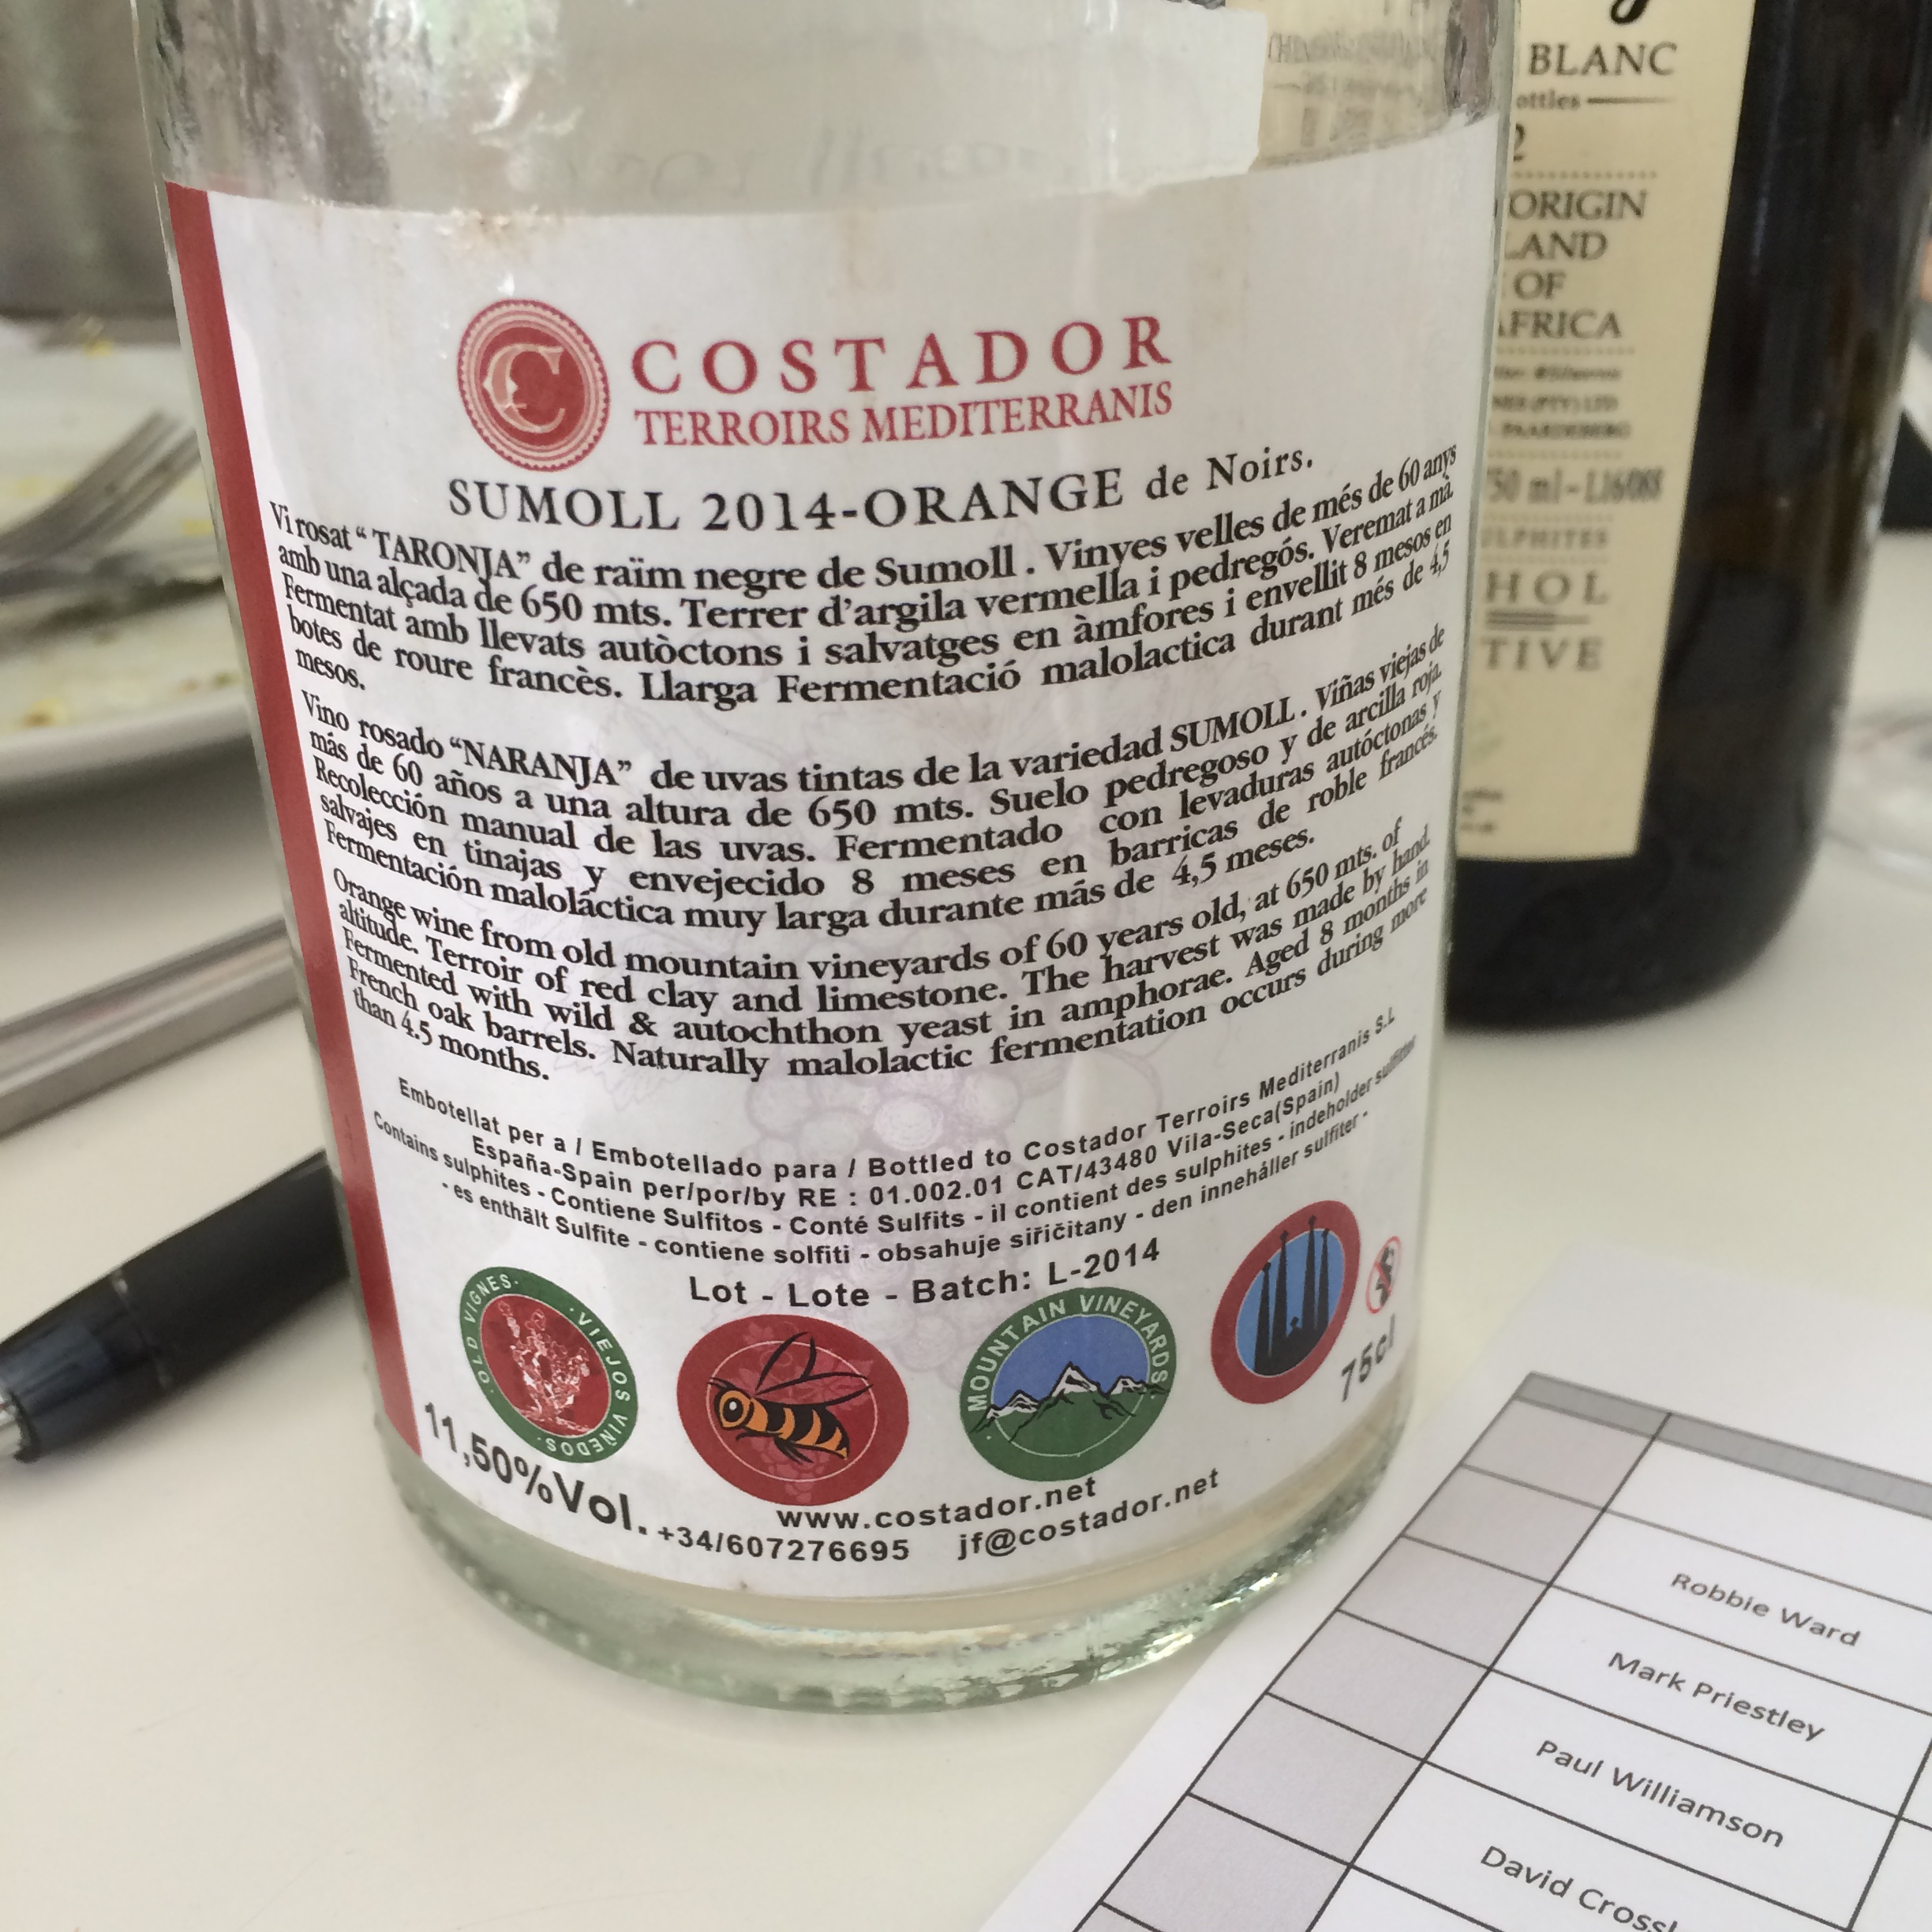 COSTADOR
TERROIRS MEDITERRANIS
SUMOLL 2014-ORANGE de Noirs.
Vi rosat “ TARONJA” de raïm negre de Sumoll . Vinyes velles de més de 60 anys
amb una alçada de 650 mts. Terrer d’argila vermella i pedregós. Veremat a mà.
Fermentat amb llevats autòctons i salvatges en àmfores i envellit 8 mesos en
botes de roure francès. Llarga Fermentació malolactica durant més de 4,5
mesos.
Vino rosado “NARANJA” de uvas tintas de la variedad SUMOLL . Viñas viejas de
más de 60 años a una altura de 650 mts. Suelo pedregoso y de arcilla roja.
Recolección manual de las uvas. Fermentado con levaduras autóctonas y
salvajes en tinajas y envejecido 8 meses en barricas de roble francés.
Fermentación maloláctica muy larga durante más de 4,5 meses.
Orange wine from old mountain vineyards of 60 years old, at 650 mts. of
altitude. Terroir of red clay and limestone. The harvest was made by hand.
Fermented with wild & autochthon yeast in amphorae. Aged 8 months in
French oak barrels. Naturally malolactic fermentation occurs during more
than 4.5 months.
Embotellat per a / Embotellado para / Bottled to Costador Terroirs Mediterranis S.L
España-Spain per/por/by RE : 01.002.01 CAT/43480 Vila-Seca(Spain)
Contains sulphites - Contiene Sulfitos - Conté Sulfits - il contient des sulphites - indeholder sulfitter
- es enthält Sulfite - contiene solfiti - obsahuje siřičitany - den innehåller sulfiter -
Lot - Lote - Batch: L-2014
OLD VIGNES · VIEJOS VIÑEDOS
MOUNTAIN VINEYARDS
75cl
11,50%Vol.
www.costador.net
+34/607276695 jf@costador.net
BLANC
ottles
2
ORIGIN
LAND
OF
AFRICA
PAARDEBERG
750 ml - L16088
SULPHITES
HOL
TIVE
Robbie Ward
Mark Priestley
Paul Williamson
David Crossl